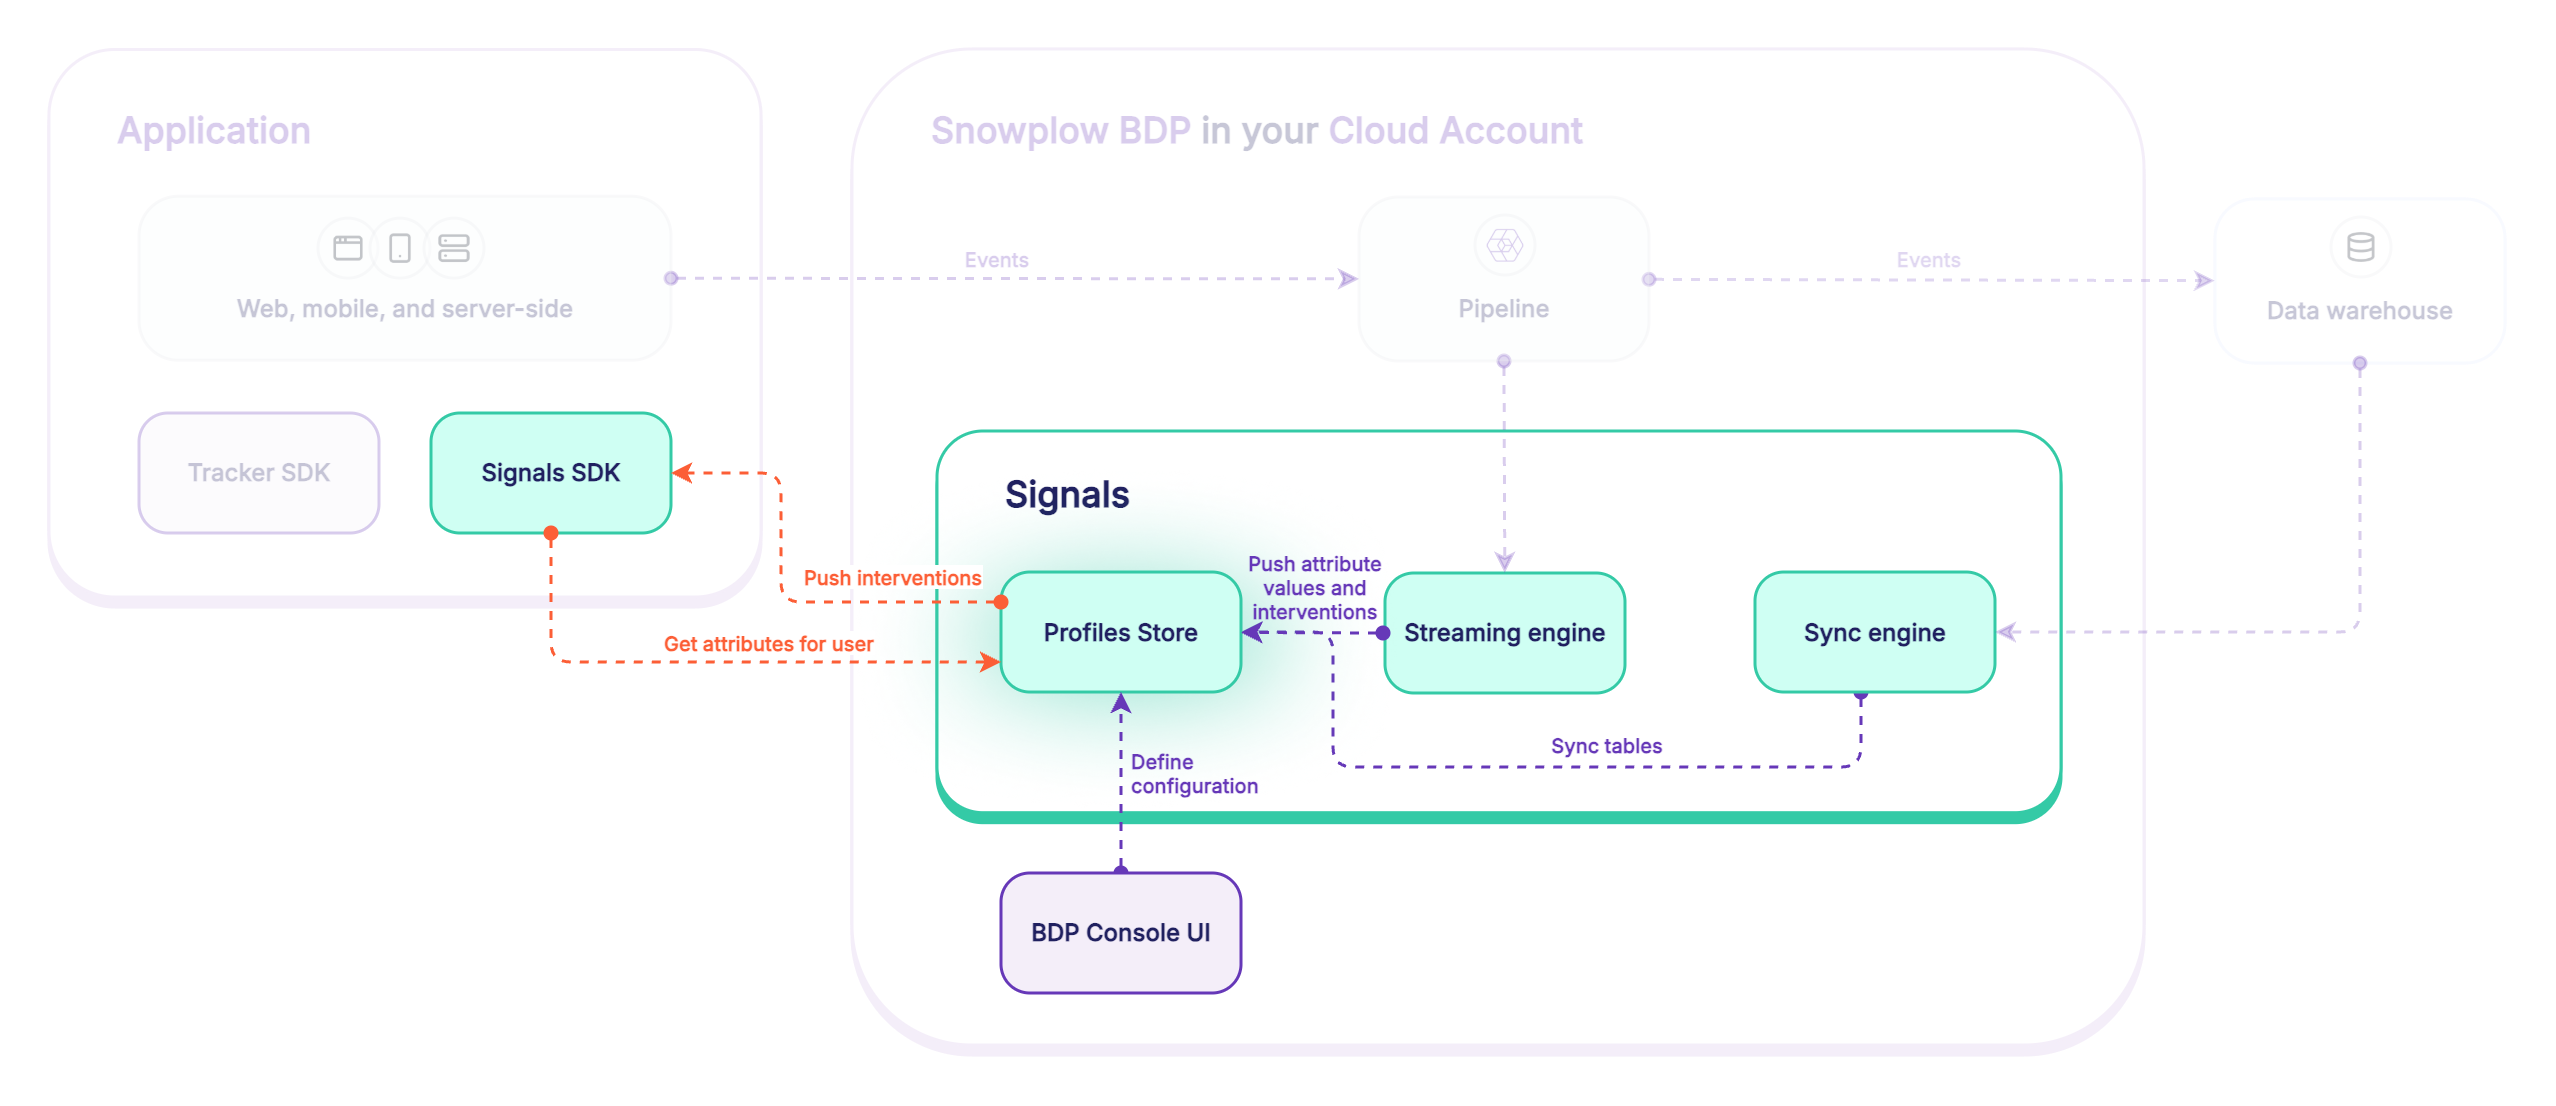 Application
Snowplow BDP in your Cloud Account
Web, mobile, and server-side
Events
Pipeline
Events
Data warehouse
Tracker SDK
Signals SDK
Signals
Push interventions
Get attributes for user
Profiles Store
Push attribute
values and
interventions
Streaming engine
Sync engine
Sync tables
Define
configuration
BDP Console UI